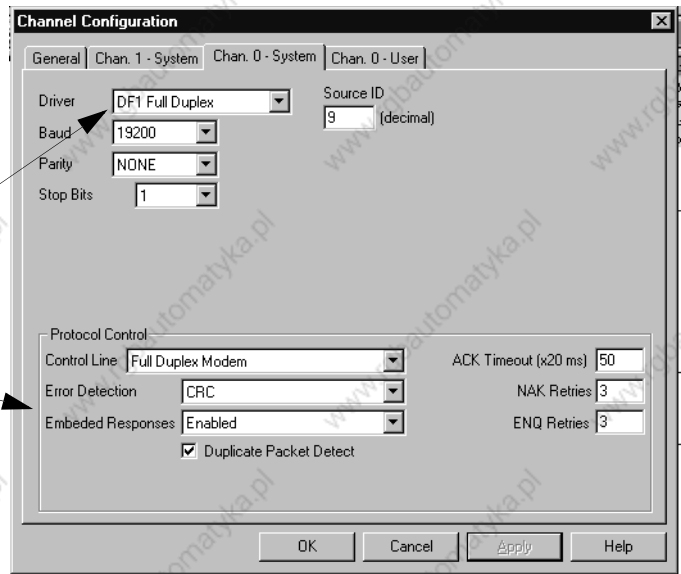 Channel Configuration
General Chan. 1 - System Chan. 0 - System Chan. 0 - User
Driver DF1 Full Duplex Source ID
9 (decimal)
Baud 19200
Parity NONE
Stop Bits 1
Protocol Control
Control Line Full Duplex Modem ACK Timeout (x20 ms) 50
Error Detection CRC NAK Retries 3
Embeded Responses Enabled ENQ Retries 3
Duplicate Packet Detect
OK Cancel Apply Help
www.rgbautomatyka.pl